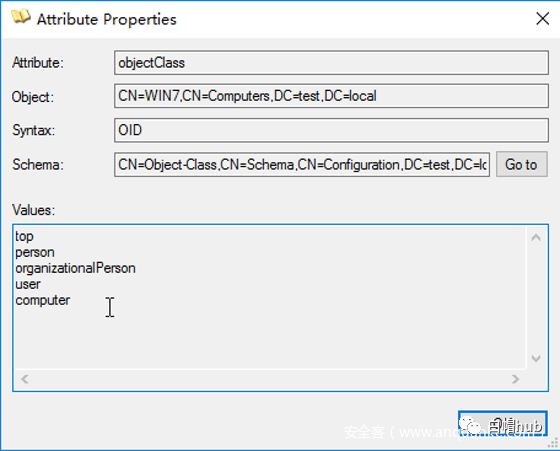 Attribute Properties
Attribute: objectClass
Object: CN=WIN7,CN=Computers,DC=test,DC=local
Syntax: OID
Schema: CN=Object-Class,CN=Schema,CN=Configuration,DC=test,DC=lo Go to
Values:
top
person
organizationalPerson
user
computer
白帽hub
安全客 ( www.anquanke.com )